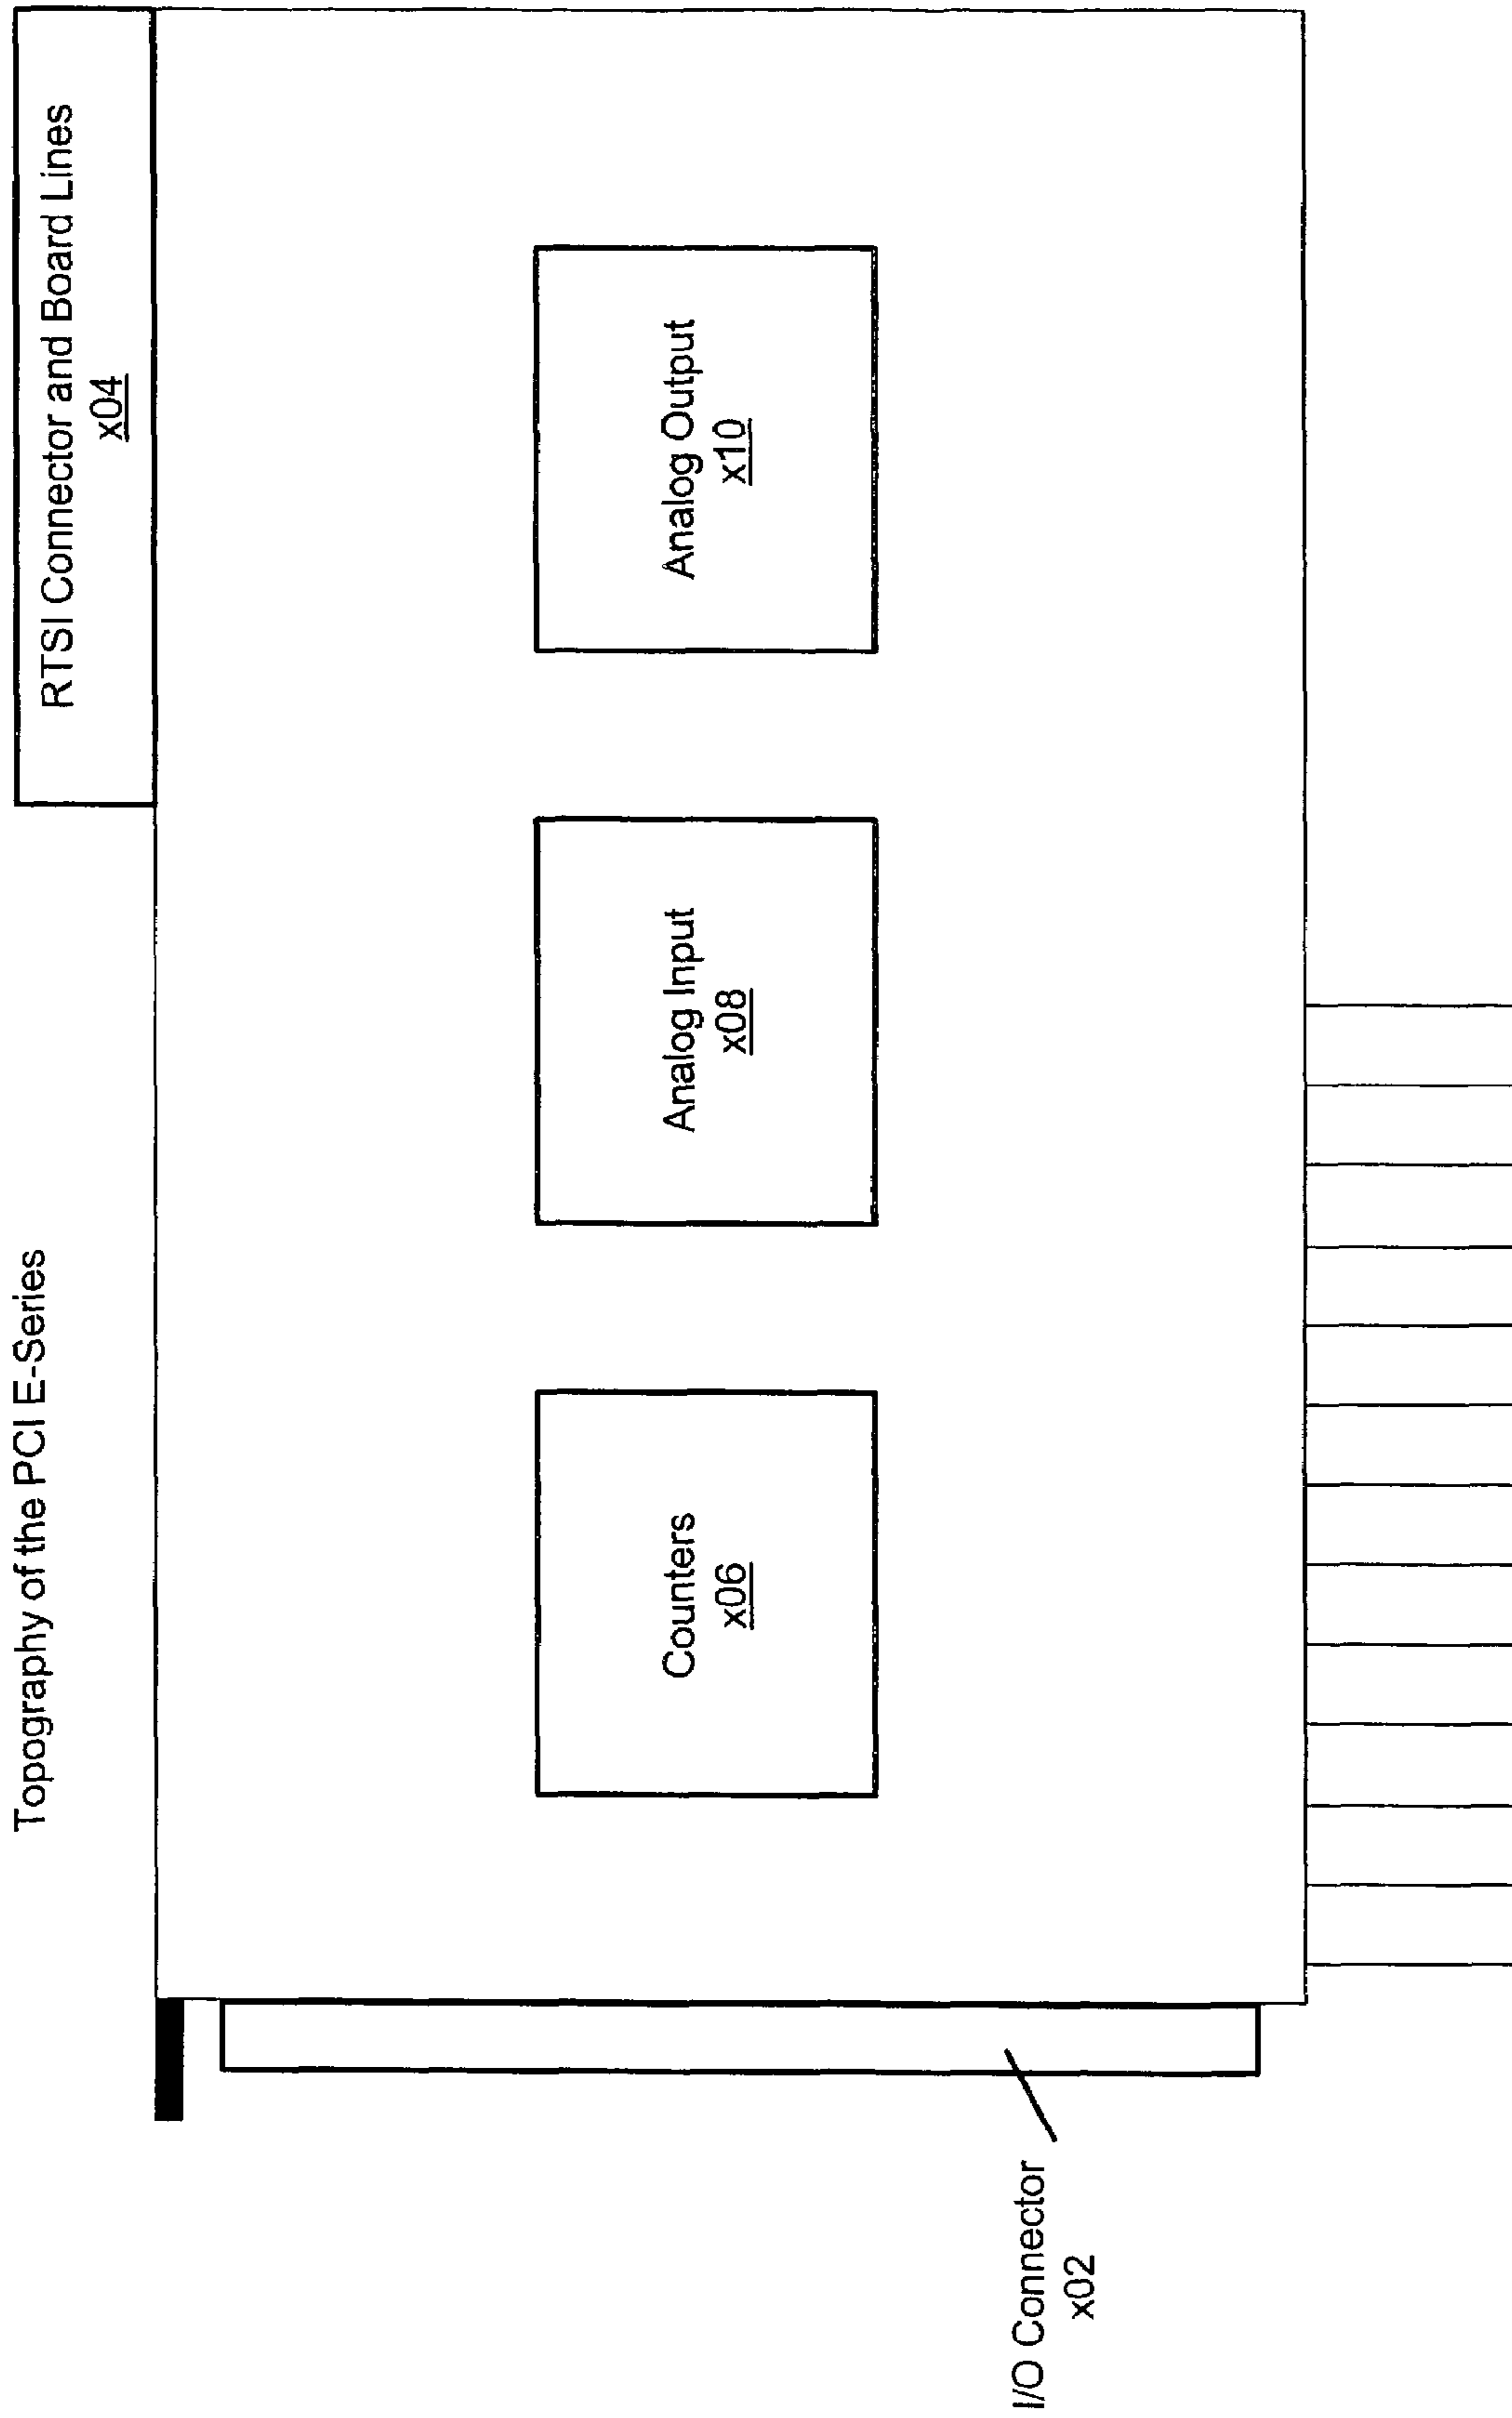 Topography of the PCI E-Series
RTSI Connector and Board Lines
x04
Counters
x06
Analog Input
x08
Analog Output
x10
I/O Connector
x02